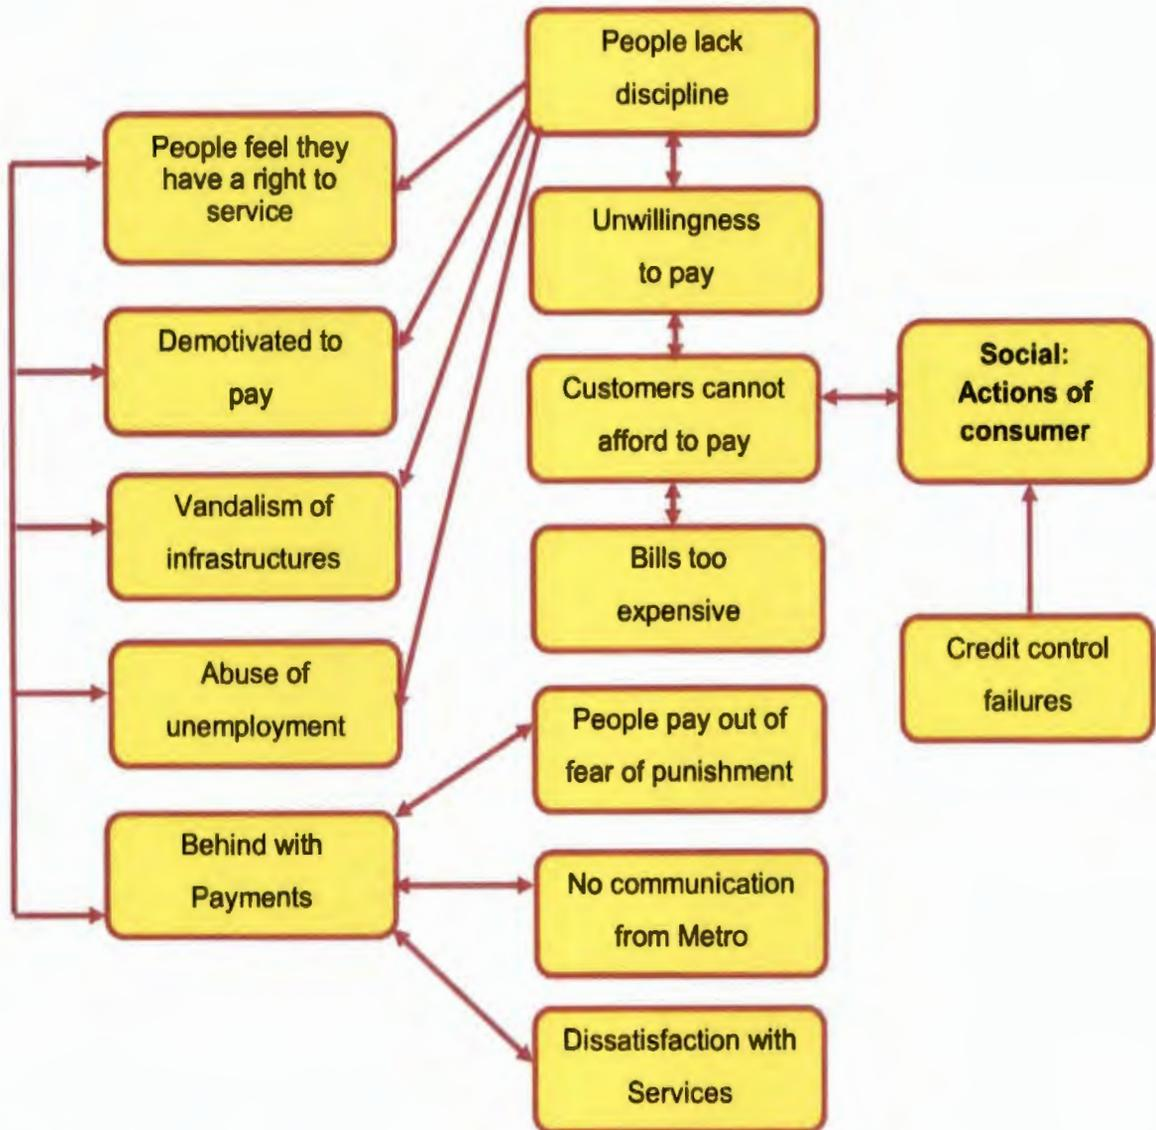 People lack
discipline
People feel they
have a right to
service
Unwillingness
to pay
Demotivated to
pay
Customers cannot
afford to pay
Social:
Actions of
consumer
Vandalism of
infrastructures
Bills too
expensive
Abuse of
unemployment
Credit control
failures
People pay out of
fear of punishment
Behind with
Payments
No communication
from Metro
Dissatisfaction with
Services